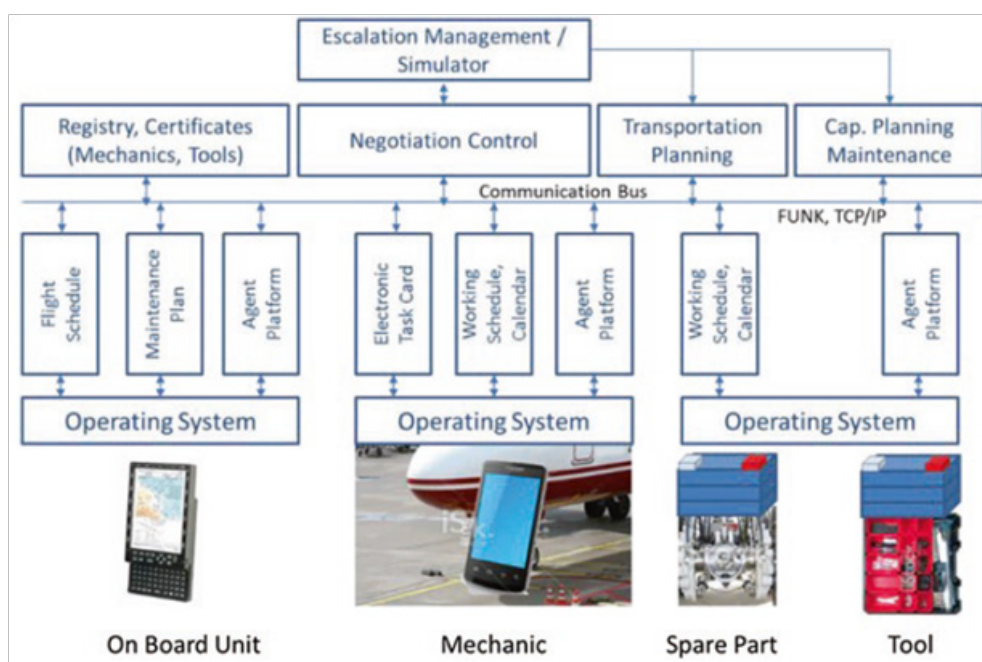 Escalation Management /
Simulator
Registry, Certificates
(Mechanics, Tools)
Negotiation Control
Transportation
Planning
Cap. Planning
Maintenance
Communication Bus
FUNK, TCP/IP
Flight
Schedule
Maintenance
Plan
Agent
Platform
Electronic
Task Card
Working
Schedule,
Calendar
Agent
Platform
Working
Schedule,
Calendar
Agent
Platform
Operating System
Operating System
Operating System
On Board Unit
Mechanic
Spare Part
Tool